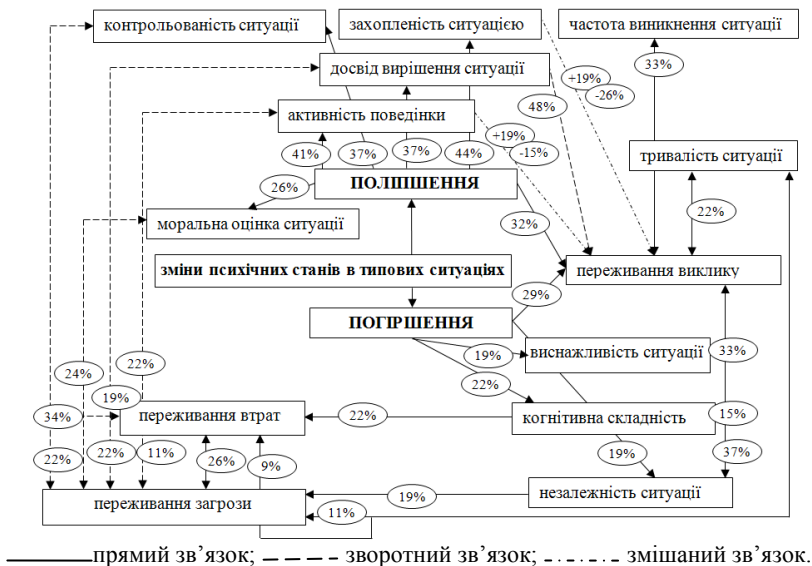 контрольованість ситуації
захопленість ситуацією
частота виникнення ситуації
33%
досвід вирішення ситуації
+19%
-26%
48%
активність поведінки
+19%
-15%
41%
37%
37%
44%
тривалість ситуації
26%
ПОЛІПШЕННЯ
22%
моральна оцінка ситуації
32%
зміни психічних станів в типових ситуаціях
переживання виклику
29%
ПОГІРШЕННЯ
19%
виснажливість ситуації
33%
22%
24%
22%
19%
34%
переживання втрат
22%
когнітивна складність
15%
22%
22%
11%
26%
9%
19%
37%
переживання загрози
19%
незалежність ситуації
11%
прямий зв’язок; зворотний зв’язок; змішаний зв’язок.